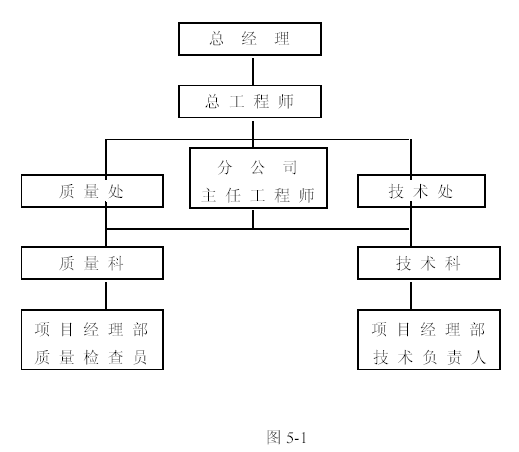 总经理
总工程师
分公司
主任工程师
质量处
技术处
质量科
技术科
项目经理部
质量检查员
项目经理部
技术负责人
图 5-1